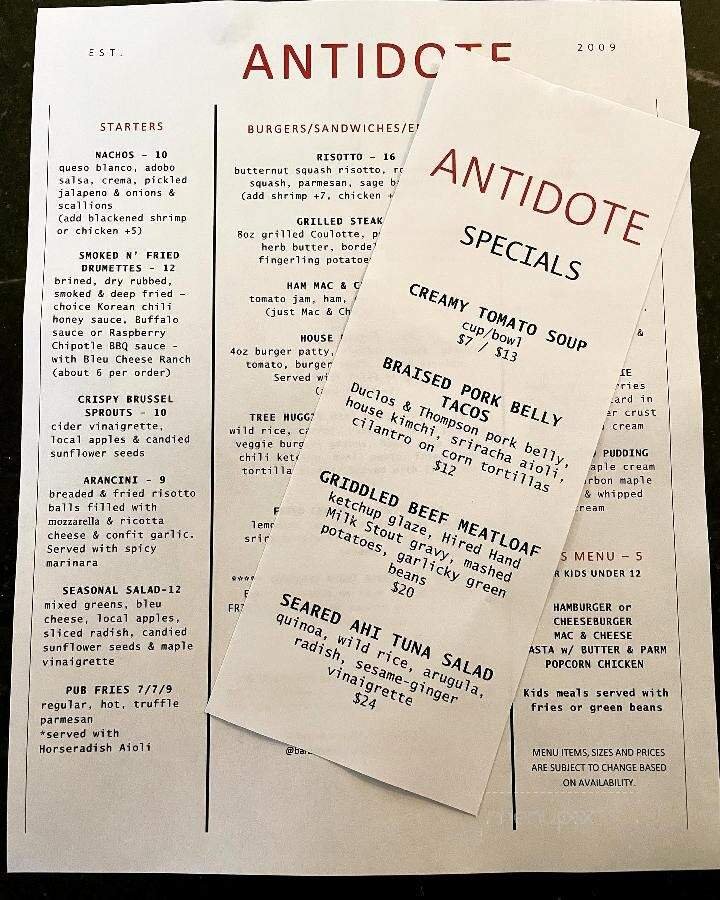 EST.
ANTIDOTE
2009
STARTERS
NACHOS – 10
queso blanco, adobo
salsa, crema, pickled
jalapeno & onions &
scallions
(add blackened shrimp
or chicken +5)
SMOKED N' FRIED
DRUMETTES – 12
brined, dry rubbed,
smoked & deep fried –
choice Korean chili
honey sauce, Buffalo
sauce or Raspberry
Chipotle BBQ sauce –
with Bleu Cheese Ranch
(about 6 per order)
CRISPY BRUSSEL
SPROUTS – 10
cider vinaigrette,
local apples & candied
sunflower seeds
ARANCINI – 9
breaded & fried risotto
balls filled with
mozzarella & ricotta
cheese & confit garlic.
Served with spicy
marinara
SEASONAL SALAD-12
mixed greens, bleu
cheese, local apples,
sliced radish, candied
sunflower seeds & maple
vinaigrette
PUB FRIES 7/7/9
regular, hot, truffle
parmesan
*served with
Horseradish Aioli
BURGERS/SANDWICHES/
RISOTTO – 16
butternut squash risotto,
squash, parmesan, sage
(add shrimp +7, chicken +
GRILLED STEAK
8oz grilled Coulotte,
herb butter,
fingerling potatoe
HAM MAC &
tomato jam, ham,
(just Mac &
HOUSE
4oz burger patty,
tomato, burger
Served
TREE
wild rice,
veggie burg
chili
tortilla
ANTIDOTE
SPECIALS
CREAMY TOMATO SOUP
cup/bowl
$7 / $13
BRAISED PORK BELLY
TACOS
Duclos & Thompson pork belly,
house kimchi, sriracha aioli,
cilantro on corn tortillas
$12
GRIDDLED BEEF MEATLOAF
ketchup glaze, Hired Hand
Milk Stout gravy, mashed
potatoes, garlicky green
beans
$20
SEARED AHI TUNA SALAD
quinoa, wild rice, arugula,
radish, sesame-ginger
vinaigrette
$24
&
crust
cream
PUDDING
cream
maple
& whipped
cream
S MENU – 5
R KIDS UNDER 12
HAMBURGER or
CHEESEBURGER
MAC & CHEESE
ASTA w/ BUTTER & PARM
POPCORN CHICKEN
Kids meals served with
fries or green beans
MENU ITEMS, SIZES AND PRICES
ARE SUBJECT TO CHANGE BASED
ON AVAILABILITY.
menupix